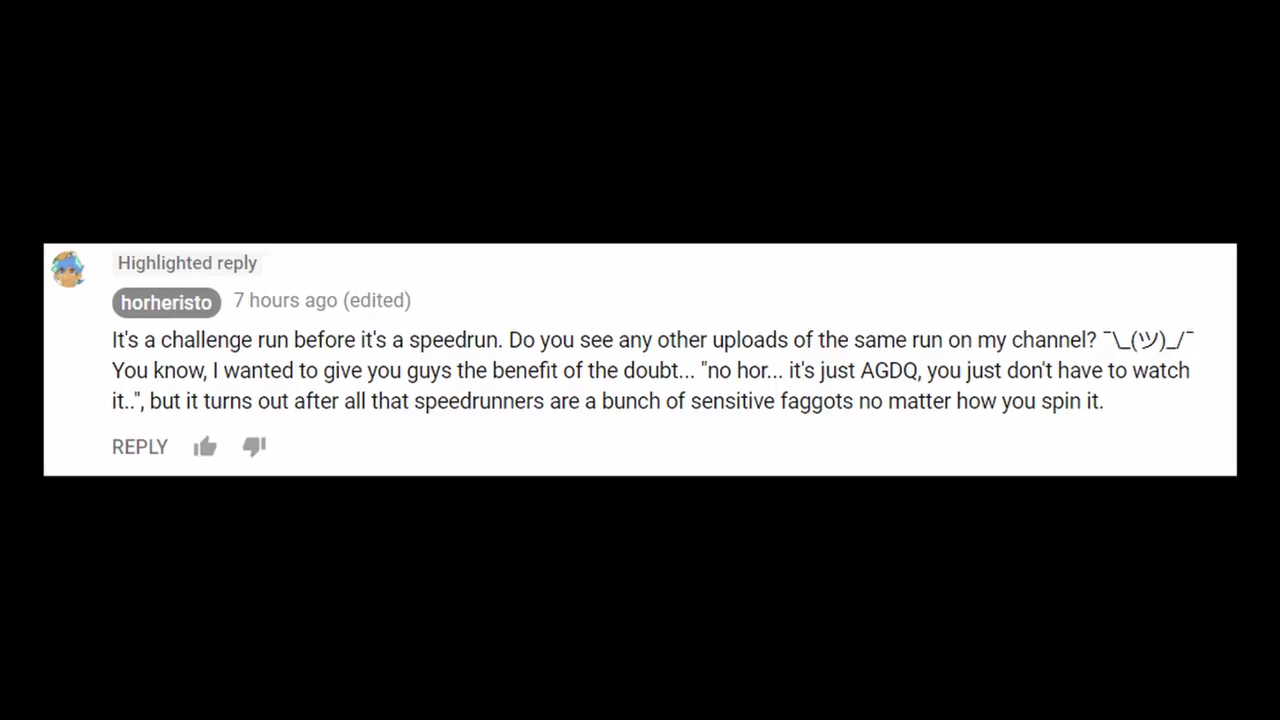 Highlighted reply
horheristo 7 hours ago (edited)
It's a challenge run before it's a speedrun. Do you see any other uploads of the same run on my channel? ¯\_(ツ)_/¯
You know, I wanted to give you guys the benefit of the doubt... "no hor... it's just AGDQ, you just don't have to watch
it..", but it turns out after all that speedrunners are a bunch of sensitive faggots no matter how you spin it.
REPLY